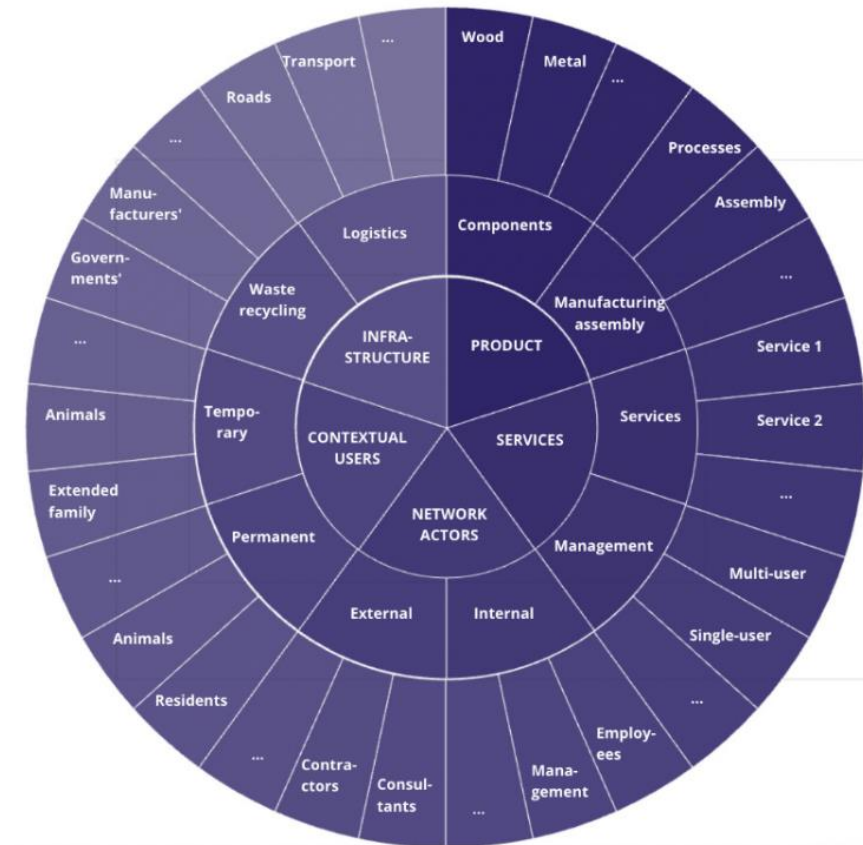 ...
Wood
Transport
Metal
...
Roads
...
Processes
Manu-
facturers'
Assembly
Logistics
Components
Govern-
ments'
...
Waste
recycling
Manufacturing
assembly
INFRA-
STRUCTURE
PRODUCT
...
Service 1
Animals
Tempo-
rary
CONTEXTUAL
USERS
SERVICES
Services
Service 2
Extended
family
...
NETWORK
ACTORS
Permanent
Management
...
Multi-user
External
Internal
Animals
Single-user
Residents
...
...
Contra-
ctors
Consul-
tants
...
Mana-
gement
Employ-
ees